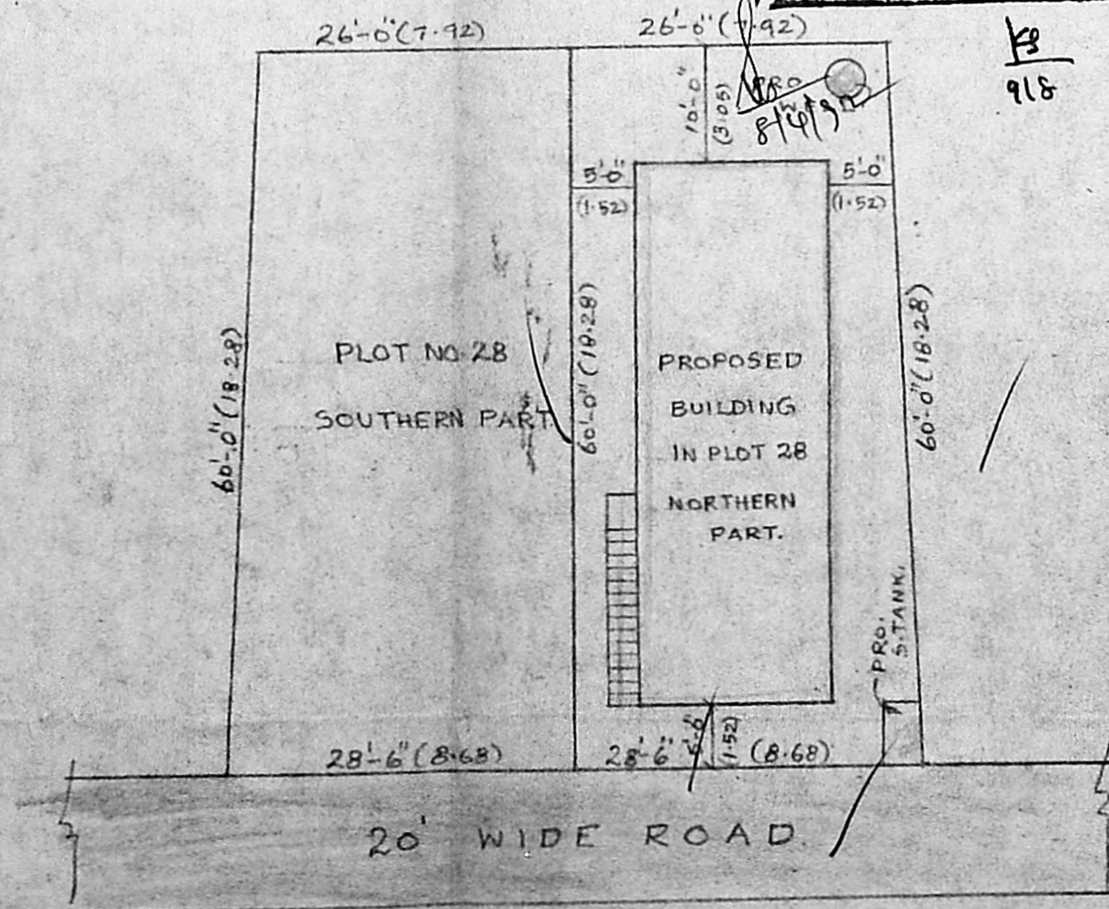 26'-0" (7.92)
26'-0" (7.92)
918
10'-0"
(3.05)
PRO
5'-0"
(1.52)
5'-0"
(1.52)
60'-0" (18.28)
PLOT NO. 28
SOUTHERN PART
60'-0" (18.28)
PROPOSED
BUILDING
IN PLOT 28
NORTHERN
PART.
60'-0" (18.28)
PRO.
S. TANK.
28'-6" (8.68)
28'-6"
(1.52)
(8.68)
20' WIDE ROAD